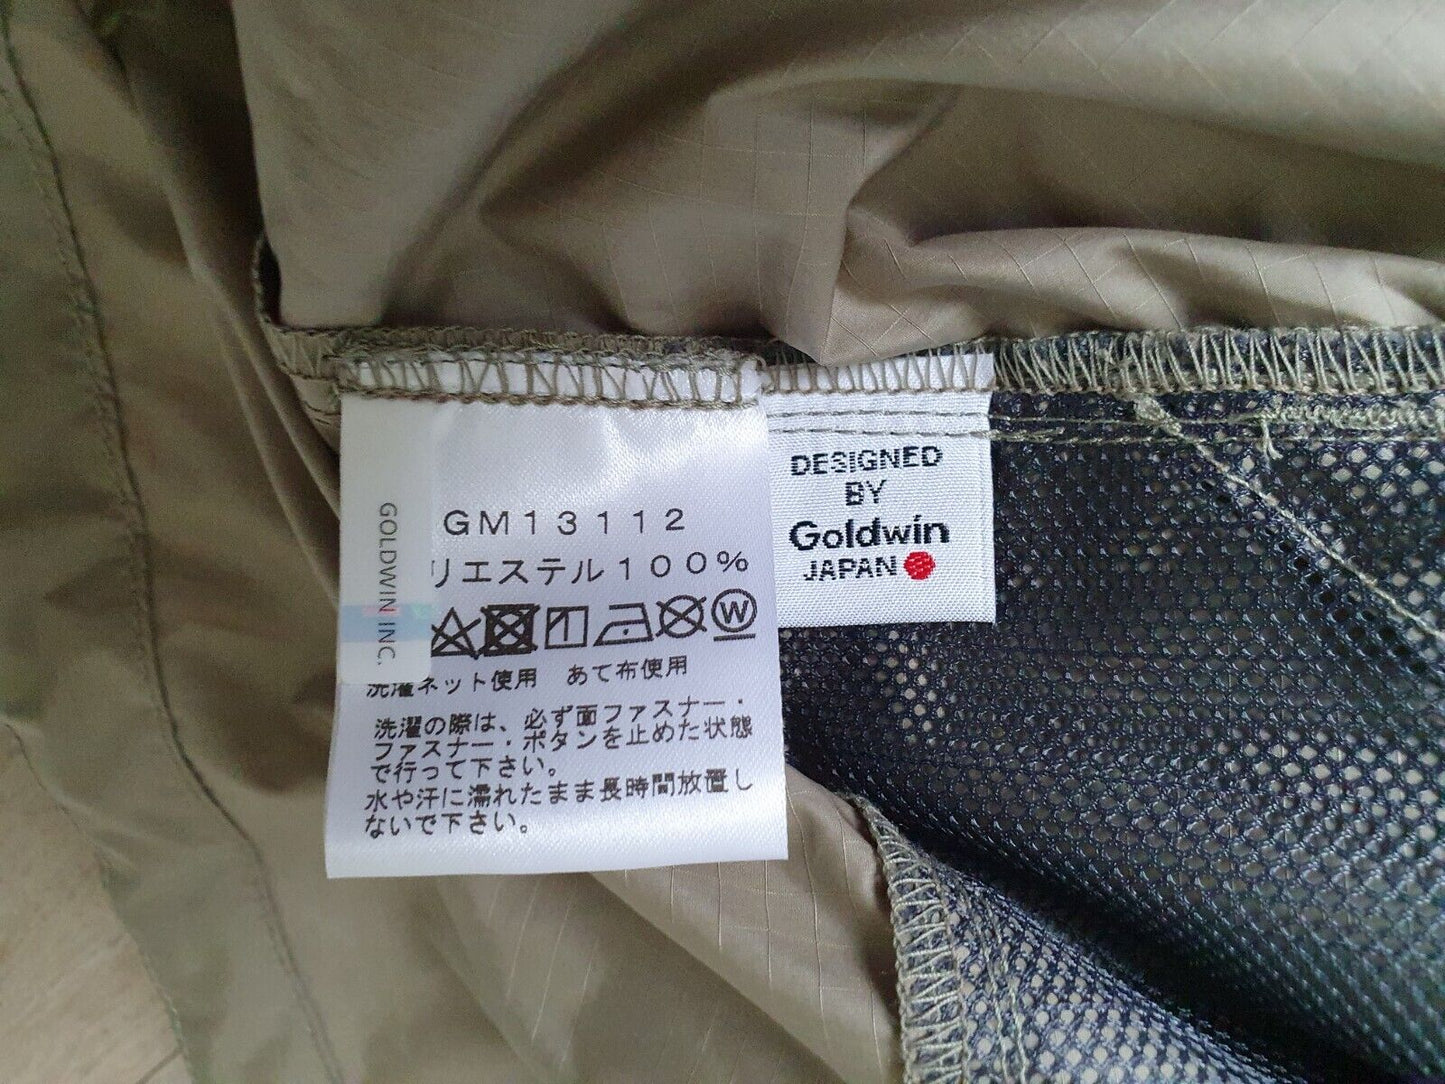 GOLDWIN INC.
GM13112
リエステル100%
W
洗濯ネット使用 あて布使用
洗濯の際は、必ず面ファスナー・
ファスナー・ボタンを止めた状態
で行って下さい。
水や汗に濡れたまま長時間放置し
ないで下さい。
DESIGNED
BY
Goldwin
JAPAN